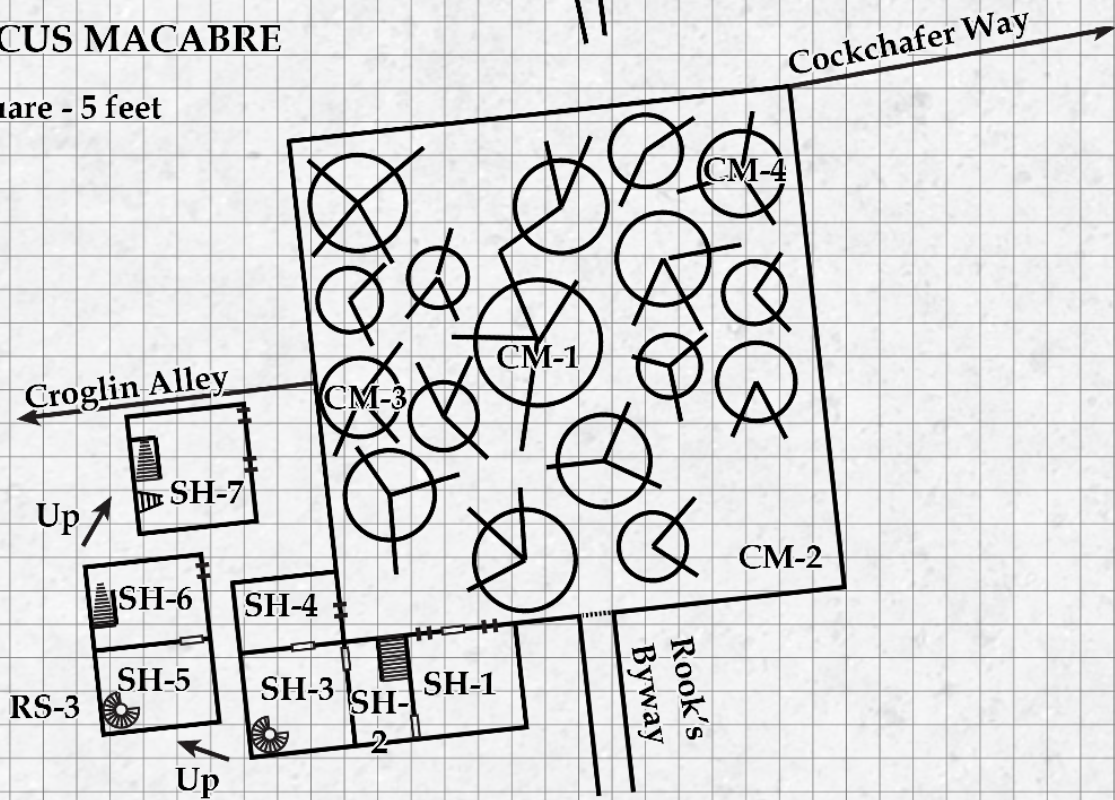 CUS MACABRE
uare - 5 feet
Cockchafer Way
CM-4
CM-1
Croglin Alley
CM-3
SH-7
Up
CM-2
SH-6
SH-4
SH-5
SH-3
SH-
2
SH-1
RS-3
Up
Rook's
Byway